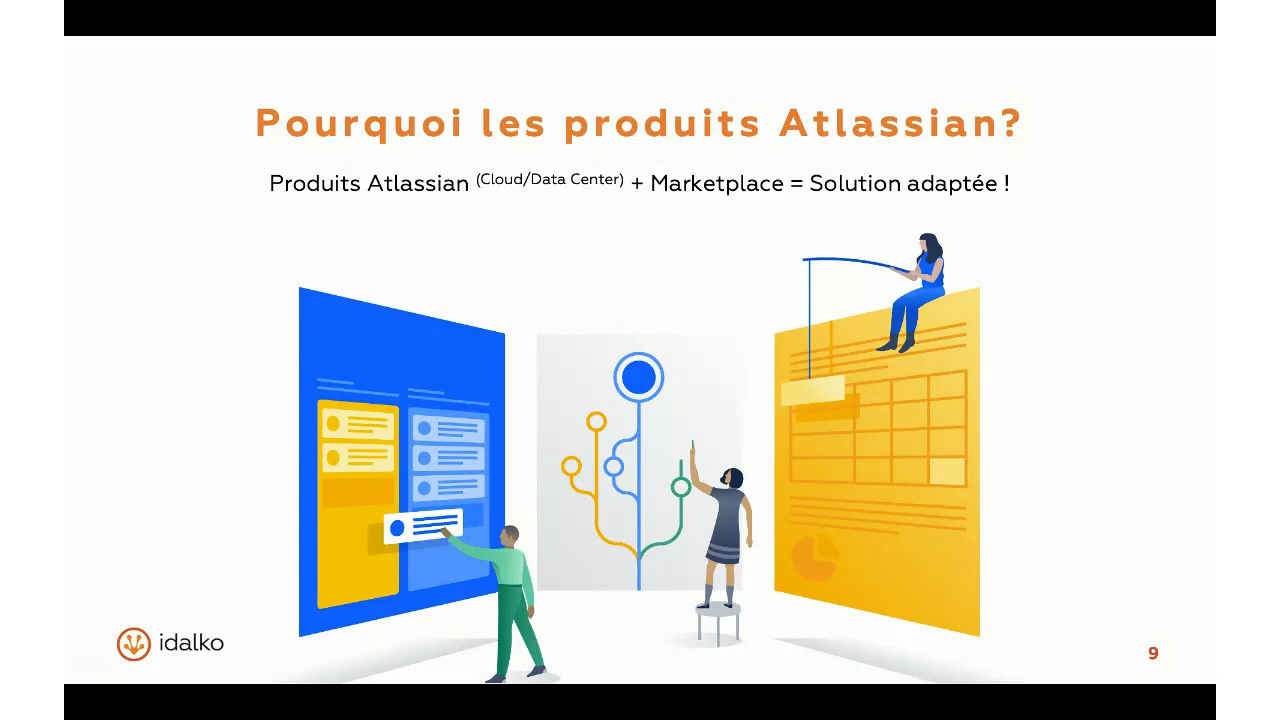 Pourquoi les produits Atlassian?
Produits Atlassian (Cloud/Data Center) + Marketplace = Solution adaptée !
idalko
9